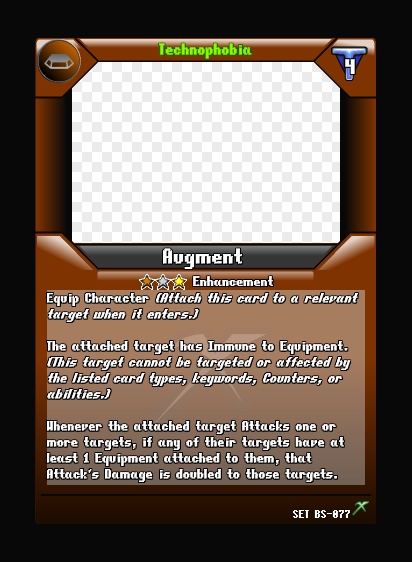 Technophobia
4
Augment
Enhancement
Equip Character (Attach this card to a relevant
target when it enters.)
The attached target has Immune to Equipment.
(This target cannot be targeted or affected by
the listed card types, keywords, Counters, or
abilities.)
Whenever the attached target Attacks one or
more targets, if any of their targets have at
least 1 Equipment attached to them, that
Attack's Damage is doubled to those targets.
SET BS-077